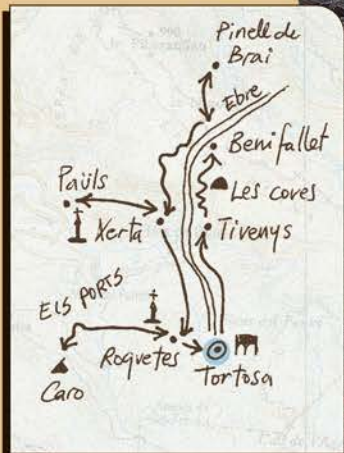 Pinell de
Brai
Ebre
Benifallet
Les coves
Paüls
Xerta
Tivenys
ELS PORTS
Roquetes
Tortosa
Caro